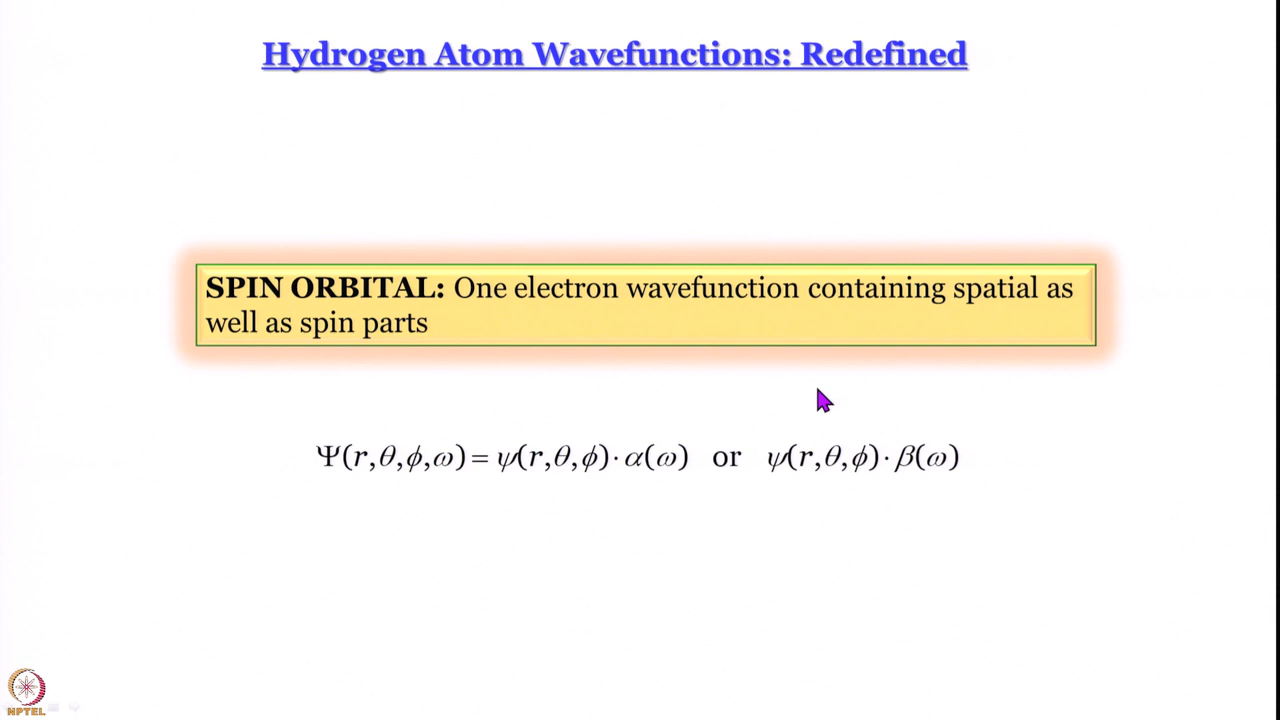 Hydrogen Atom Wavefunctions: Redefined
SPIN ORBITAL: One electron wavefunction containing spatial as
well as spin parts
Ψ(r,θ,ϕ,ω) = ψ(r,θ,ϕ)·α(ω) or ψ(r,θ,ϕ)·β(ω)
NPTEL